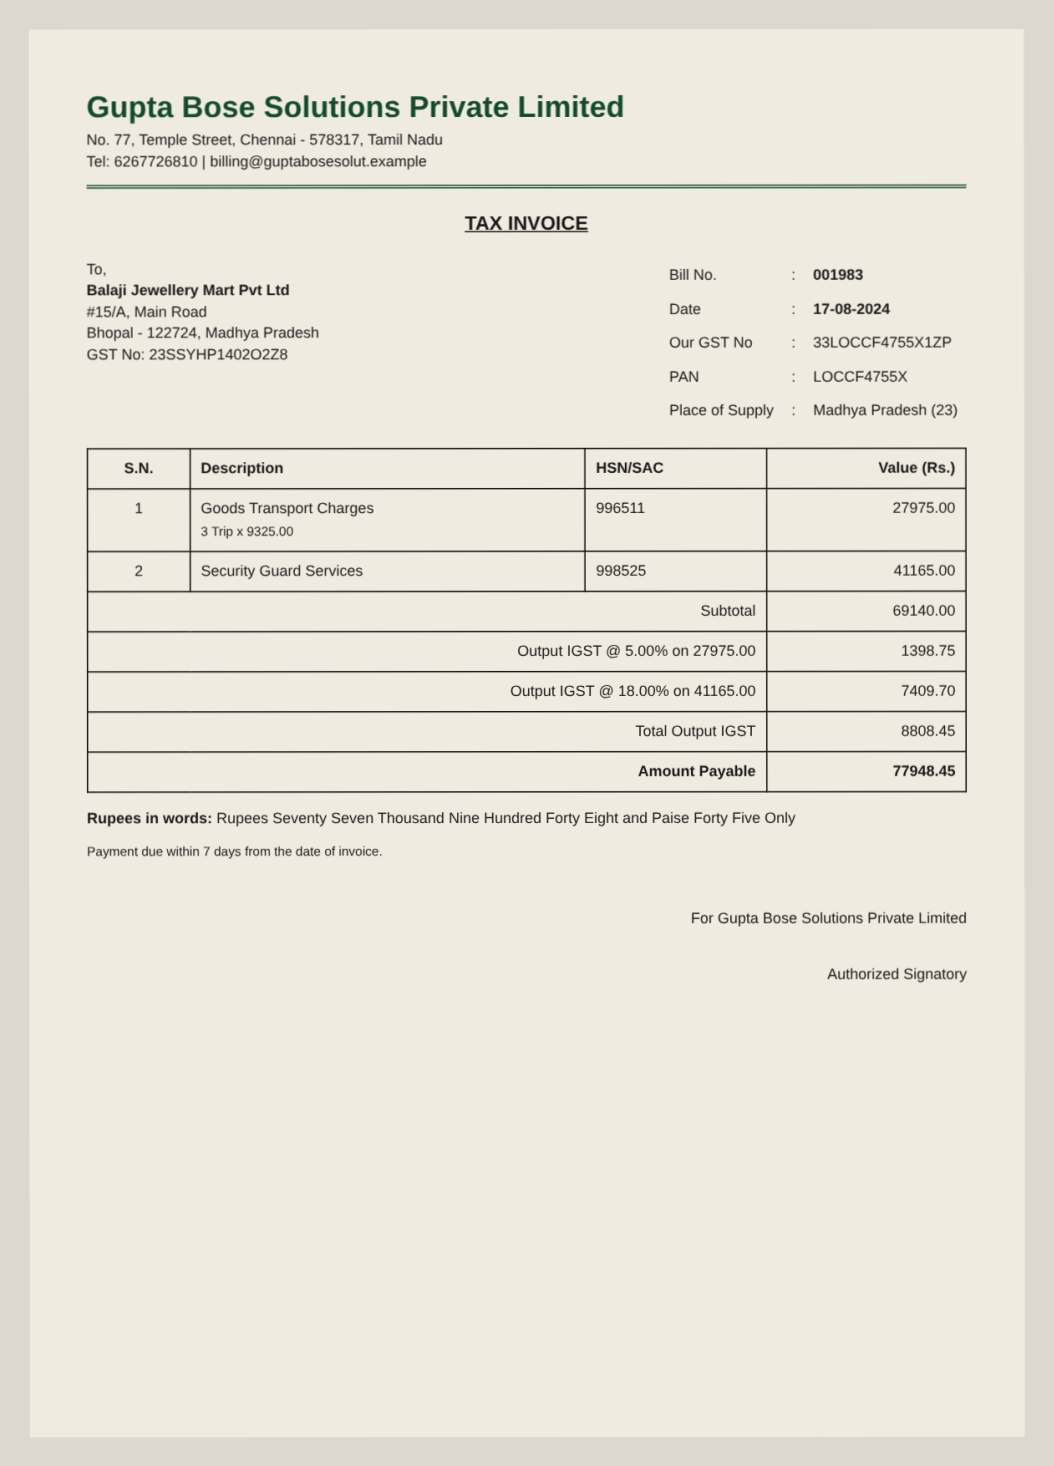 Gupta Bose Solutions Private Limited
No. 77, Temple Street, Chennai - 578317, Tamil Nadu
Tel: 6267726810 | billing@guptabosesolut.example
TAX INVOICE
To,
Balaji Jewellery Mart Pvt Ltd
#15/A, Main Road
Bhopal - 122724, Madhya Pradesh
GST No: 23SSYHP1402O2Z8
Bill No. : 001983
Date : 17-08-2024
Our GST No : 33LOCCF4755X1ZP
PAN : LOCCF4755X
Place of Supply : Madhya Pradesh (23)
S.N. Description HSN/SAC Value (Rs.)
1 Goods Transport Charges 996511 27975.00
3 Trip x 9325.00
2 Security Guard Services 998525 41165.00
Subtotal 69140.00
Output IGST @ 5.00% on 27975.00 1398.75
Output IGST @ 18.00% on 41165.00 7409.70
Total Output IGST 8808.45
Amount Payable 77948.45
Rupees in words: Rupees Seventy Seven Thousand Nine Hundred Forty Eight and Paise Forty Five Only
Payment due within 7 days from the date of invoice.
For Gupta Bose Solutions Private Limited
Authorized Signatory